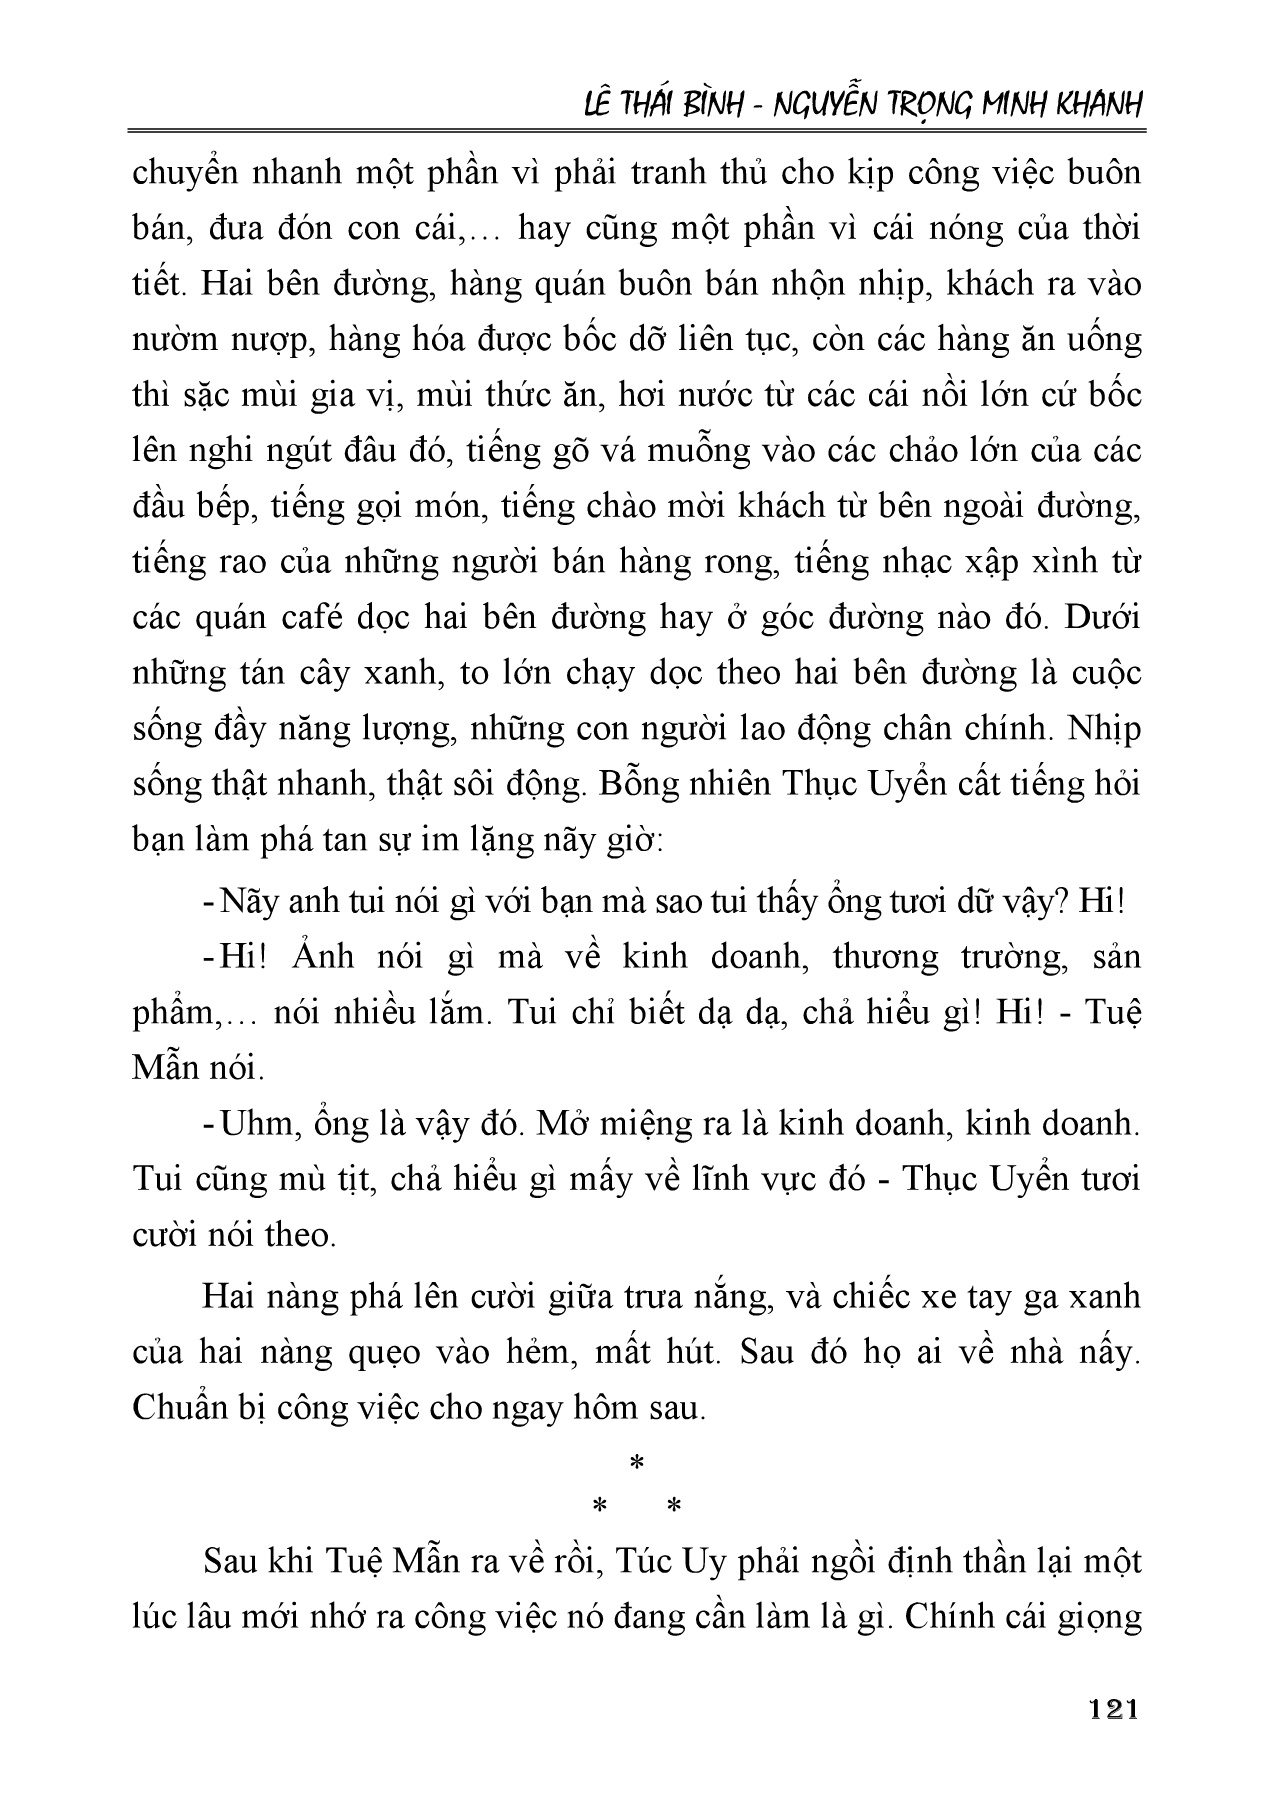 LÊ THÁI BÌNH - NGUYỄN TRỌNG MINH KHANH
chuyển nhanh một phần vì phải tranh thủ cho kịp công việc buôn
bán, đưa đón con cái,… hay cũng một phần vì cái nóng của thời
tiết. Hai bên đường, hàng quán buôn bán nhộn nhịp, khách ra vào
nườm nượp, hàng hóa được bốc dỡ liên tục, còn các hàng ăn uống
thì sặc mùi gia vị, mùi thức ăn, hơi nước từ các cái nồi lớn cứ bốc
lên nghi ngút đâu đó, tiếng gõ vá muỗng vào các chảo lớn của các
đầu bếp, tiếng gọi món, tiếng chào mời khách từ bên ngoài đường,
tiếng rao của những người bán hàng rong, tiếng nhạc xập xình từ
các quán café dọc hai bên đường hay ở góc đường nào đó. Dưới
những tán cây xanh, to lớn chạy dọc theo hai bên đường là cuộc
sống đầy năng lượng, những con người lao động chân chính. Nhịp
sống thật nhanh, thật sôi động. Bỗng nhiên Thục Uyển cất tiếng hỏi
bạn làm phá tan sự im lặng nãy giờ:
- Nãy anh tui nói gì với bạn mà sao tui thấy ổng tươi dữ vậy? Hi!
- Hi! Ảnh nói gì mà về kinh doanh, thương trường, sản
phẩm,… nói nhiều lắm. Tui chỉ biết dạ dạ, chả hiểu gì! Hi! - Tuệ
Mẫn nói.
- Uhm, ổng là vậy đó. Mở miệng ra là kinh doanh, kinh doanh.
Tui cũng mù tịt, chả hiểu gì mấy về lĩnh vực đó - Thục Uyển tươi
cười nói theo.
Hai nàng phá lên cười giữa trưa nắng, và chiếc xe tay ga xanh
của hai nàng quẹo vào hẻm, mất hút. Sau đó họ ai về nhà nấy.
Chuẩn bị công việc cho ngay hôm sau.
*
* *
Sau khi Tuệ Mẫn ra về rồi, Túc Uy phải ngồi định thần lại một
lúc lâu mới nhớ ra công việc nó đang cần làm là gì. Chính cái giọng
121